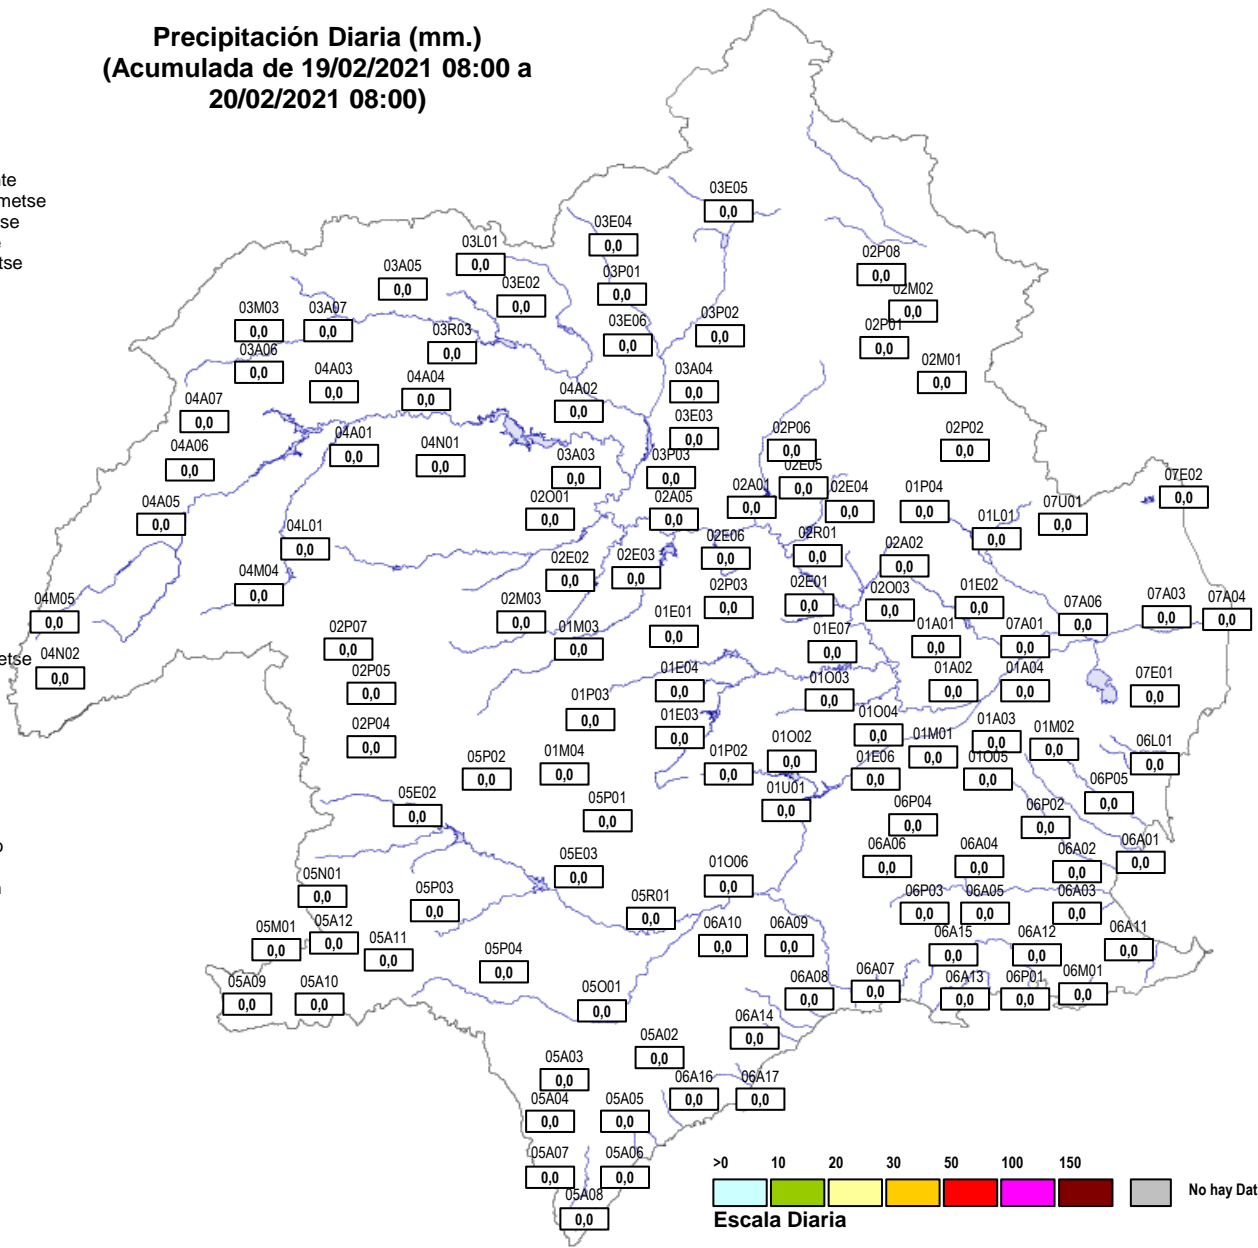 Precipitación Diaria (mm.)
(Acumulada de 19/02/2021 08:00 a
20/02/2021 08:00)
03E05
0,0
03E04
0,0
03L01
0,0
02P08
0,0
03A05
0,0
03P01
0,0
03E02
0,0
02M02
0,0
03M03
0,0
03A07
0,0
03P02
0,0
03R03
0,0
03E06
0,0
02P01
0,0
03A06
0,0
02M01
0,0
04A03
0,0
04A04
0,0
04A02
0,0
03A04
0,0
04A07
0,0
03E03
0,0
04A01
0,0
04N01
0,0
02P06
0,0
02P02
0,0
04A06
0,0
03A03
0,0
03P03
0,0
02E05
0,0
07E02
0,0
04A05
0,0
02O01
0,0
02A05
0,0
02A01
0,0
02E04
0,0
01P04
0,0
07U01
0,0
01L01
0,0
04L01
0,0
02E06
0,0
02R01
0,0
02A02
0,0
02E02
0,0
02E03
0,0
04M04
0,0
02P03
0,0
02E01
0,0
02O03
0,0
01E02
0,0
07A03
0,0
07A04
0,0
04M05
0,0
02M03
0,0
07A06
0,0
01E01
0,0
02P07
0,0
01M03
0,0
01E07
0,0
01A01
0,0
07A01
0,0
04N02
0,0
02P05
0,0
01E04
0,0
01O03
0,0
01A02
0,0
01A04
0,0
07E01
0,0
01P03
0,0
02P04
0,0
01E03
0,0
01O04
0,0
01A03
0,0
01M02
0,0
05P02
0,0
01M04
0,0
01P02
0,0
01O02
0,0
01M01
0,0
01E06
0,0
01O05
0,0
06L01
0,0
05E02
0,0
05P01
0,0
01U01
0,0
06P04
0,0
06P02
0,0
06P05
0,0
05E03
0,0
01O06
0,0
06A06
0,0
06A04
0,0
06A02
0,0
06A01
0,0
05N01
0,0
05P03
0,0
05R01
0,0
06P03
0,0
06A05
0,0
06A03
0,0
05M01
0,0
05A12
0,0
05A11
0,0
06A10
0,0
06A09
0,0
06A15
0,0
06A12
0,0
06A11
0,0
05A09
0,0
05A10
0,0
05P04
0,0
05O01
0,0
06A08
0,0
06A07
0,0
06A13
0,0
06P01
0,0
06M01
0,0
06A14
0,0
05A02
0,0
05A03
0,0
06A16
0,0
06A17
0,0
05A04
0,0
05A05
0,0
05A07
0,0
05A06
0,0
05A08
0,0
>0 10 20 30 50 100 150
No hay Dat
Escala Diaria